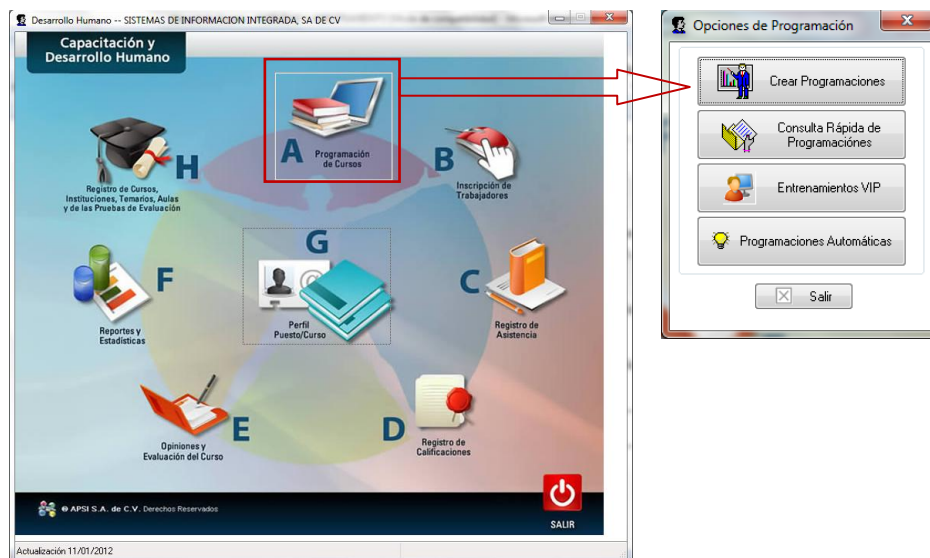 Desarrollo Humano -- SISTEMAS DE INFORMACION INTEGRADA, SA DE CV
Capacitación y
Desarrollo Humano
A
Programación
de Cursos
B
Inscripción de
Trabajadores
H
Registro de Cursos,
Instituciones, Temarios, Aulas
y de las Pruebas de Evaluación
G
Perfil
Puesto/Curso
C
Registro de
Asistencia
F
Reportes y
Estadísticas
E
Opiniones y
Evaluación del Curso
D
Registro de
Calificaciones
© APSI S.A. de C.V. Derechos Reservados
SALIR
Actualización 11/01/2012
Opciones de Programación
Crear Programaciones
Consulta Rápida de
Programaciónes
Entrenamientos VIP
Programaciones Automáticas
Salir